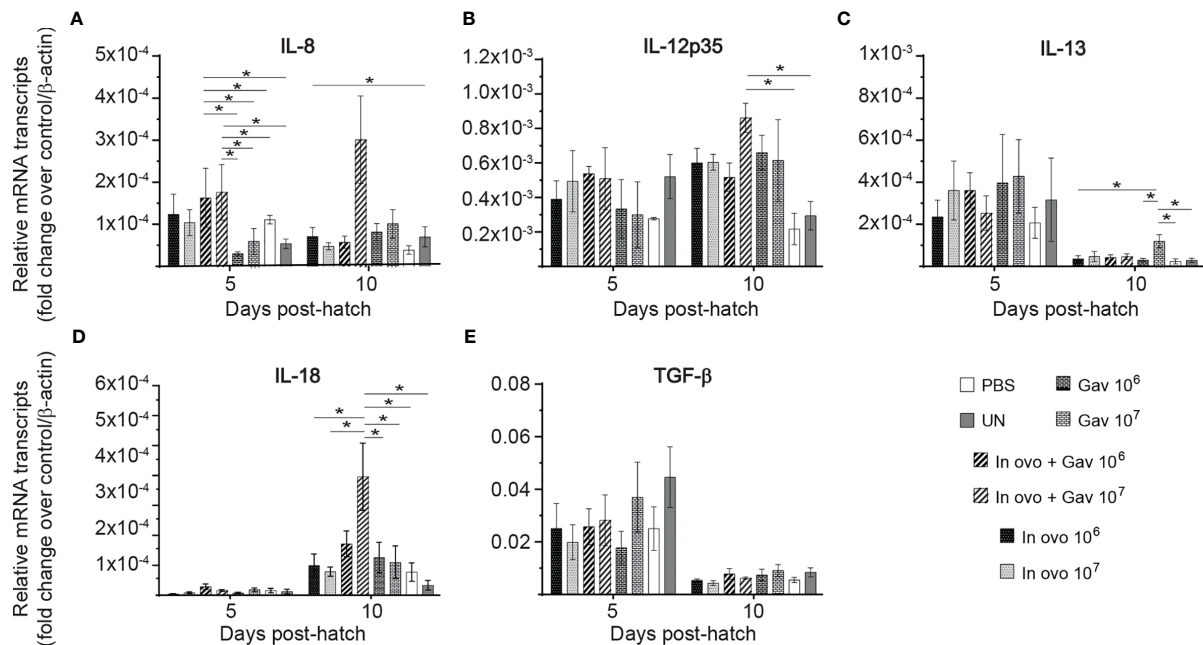 A
IL-8
Relative mRNA transcripts
(fold change over control/β-actin)
5x10⁻⁴
4x10⁻⁴
3x10⁻⁴
2x10⁻⁴
1x10⁻⁴
* * * * * * * * *
5 10
Days post-hatch
B
IL-12p35
1.2x10⁻³
1.0x10⁻³
0.8x10⁻³
0.6x10⁻³
0.4x10⁻³
0.2x10⁻³
* *
5 10
Days post-hatch
C
IL-13
1x10⁻³
8x10⁻⁴
6x10⁻⁴
4x10⁻⁴
2x10⁻⁴
* * * *
5 10
Days post-hatch
D
IL-18
Relative mRNA transcripts
(fold change over control/β-actin)
6x10⁻⁴
5x10⁻⁴
4x10⁻⁴
3x10⁻⁴
2x10⁻⁴
1x10⁻⁴
* * * * * *
5 10
Days post-hatch
E
TGF-β
0.08
0.06
0.04
0.02
5 10
Days post-hatch
PBS
Gav 10⁶
UN
Gav 10⁷
In ovo + Gav 10⁶
In ovo + Gav 10⁷
In ovo 10⁶
In ovo 10⁷